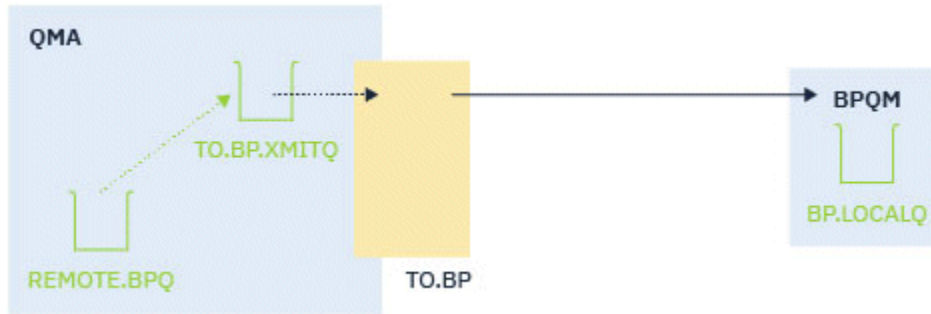 QMA
TO.BP.XMITQ
REMOTE.BPQ
TO.BP
BPQM
BP.LOCALQ